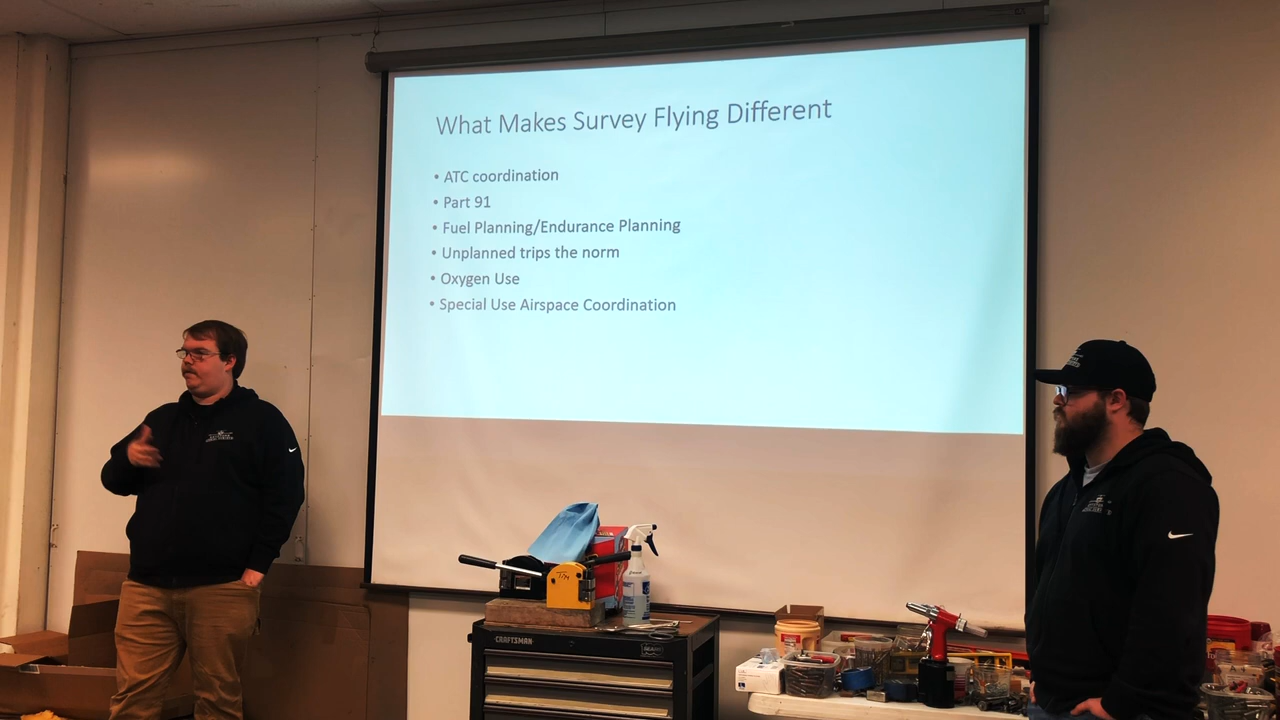 What Makes Survey Flying Different
• ATC coordination
• Part 91
• Fuel Planning/Endurance Planning
• Unplanned trips the norm
• Oxygen Use
• Special Use Airspace Coordination
CRAFTSMAN